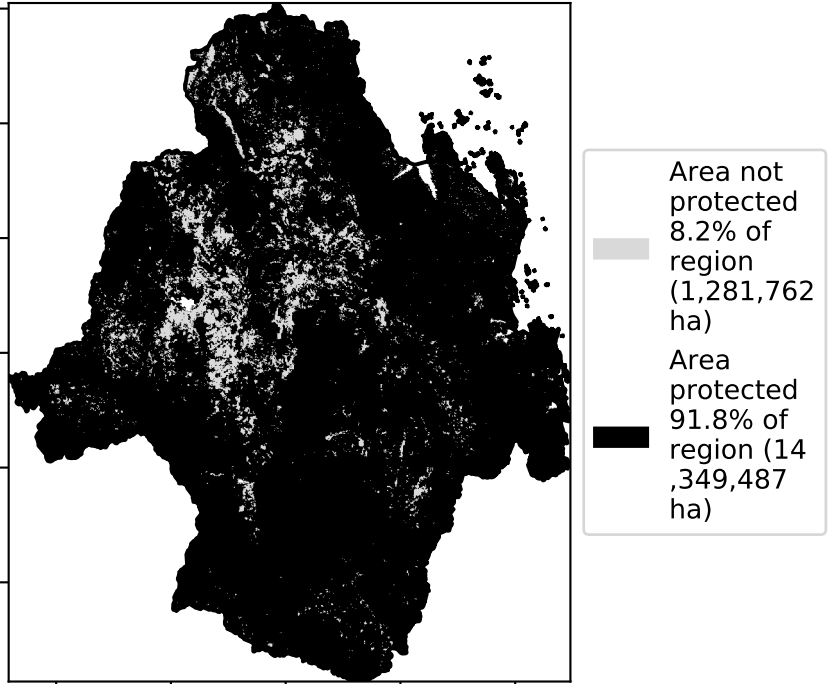 Area not
protected
8.2% of
region
(1,281,762
ha)
Area
protected
91.8% of
region (14
,349,487
ha)